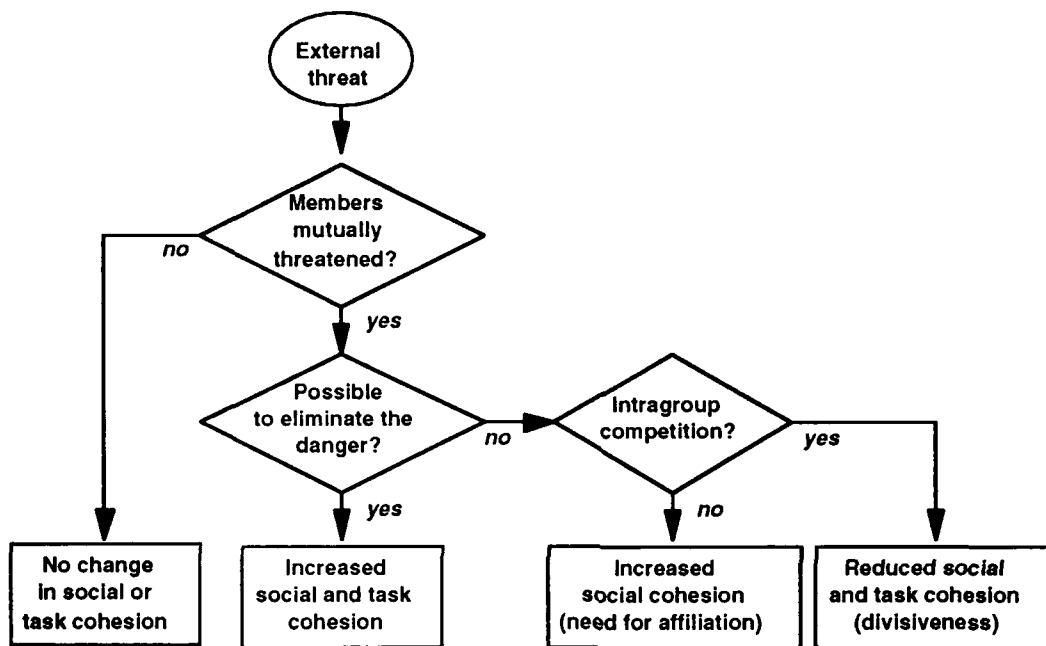 External
threat
Members
mutually
threatened?
no
yes
Possible
to eliminate the
danger?
no
Intragroup
competition?
yes
yes
no
No change
in social or
task cohesion
Increased
social and task
cohesion
Increased
social cohesion
(need for affiliation)
Reduced social
and task cohesion
(divisiveness)